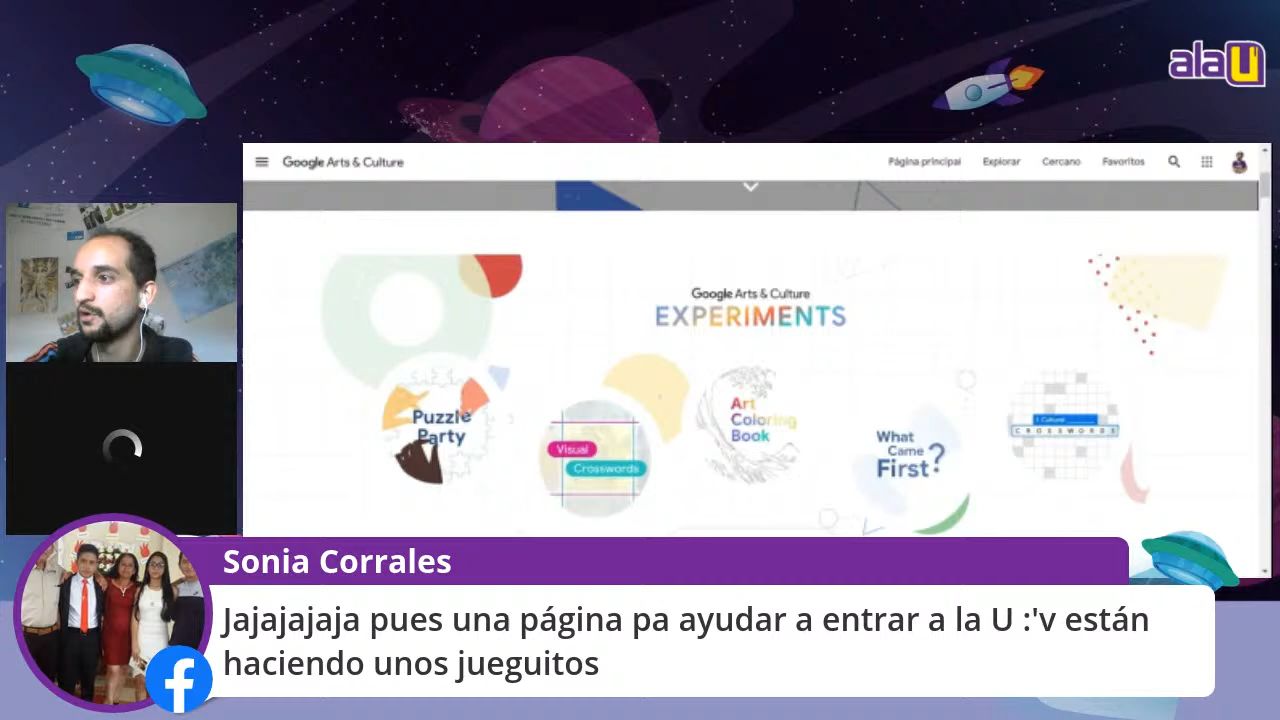 alaU
Google Arts & Culture
Página principal
Explorar
Cercano
Favoritos
Google Arts & Culture
EXPERIMENTS
Puzzle
Party
Visual
Crosswords
Art
Coloring
Book
What
Came
First?
CROSSWORDS
Sonia Corrales
Jajajajaja pues una página pa ayudar a entrar a la U :'v están
haciendo unos jueguitos